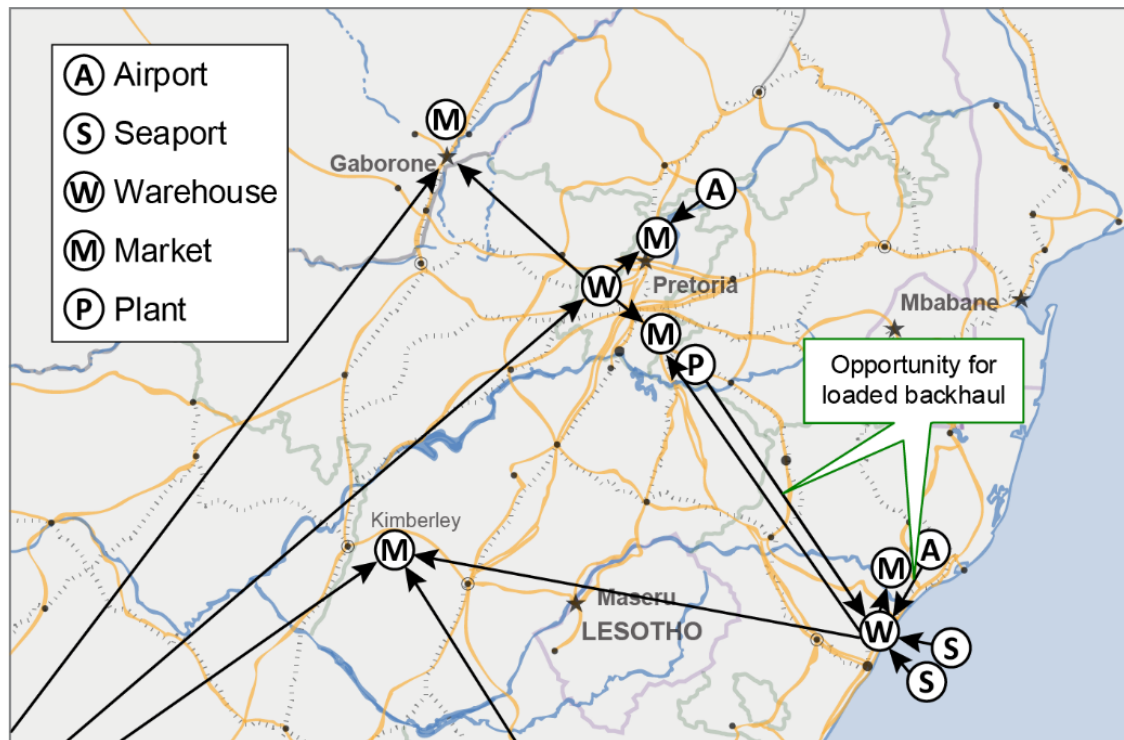 A Airport
S Seaport
W Warehouse
M Market
P Plant
M
Gaborone
A
M
Pretoria
W
Mbabane
M
P
Opportunity for
loaded backhaul
Kimberley
M
A
M
Maseru
LESOTHO
W
S
S